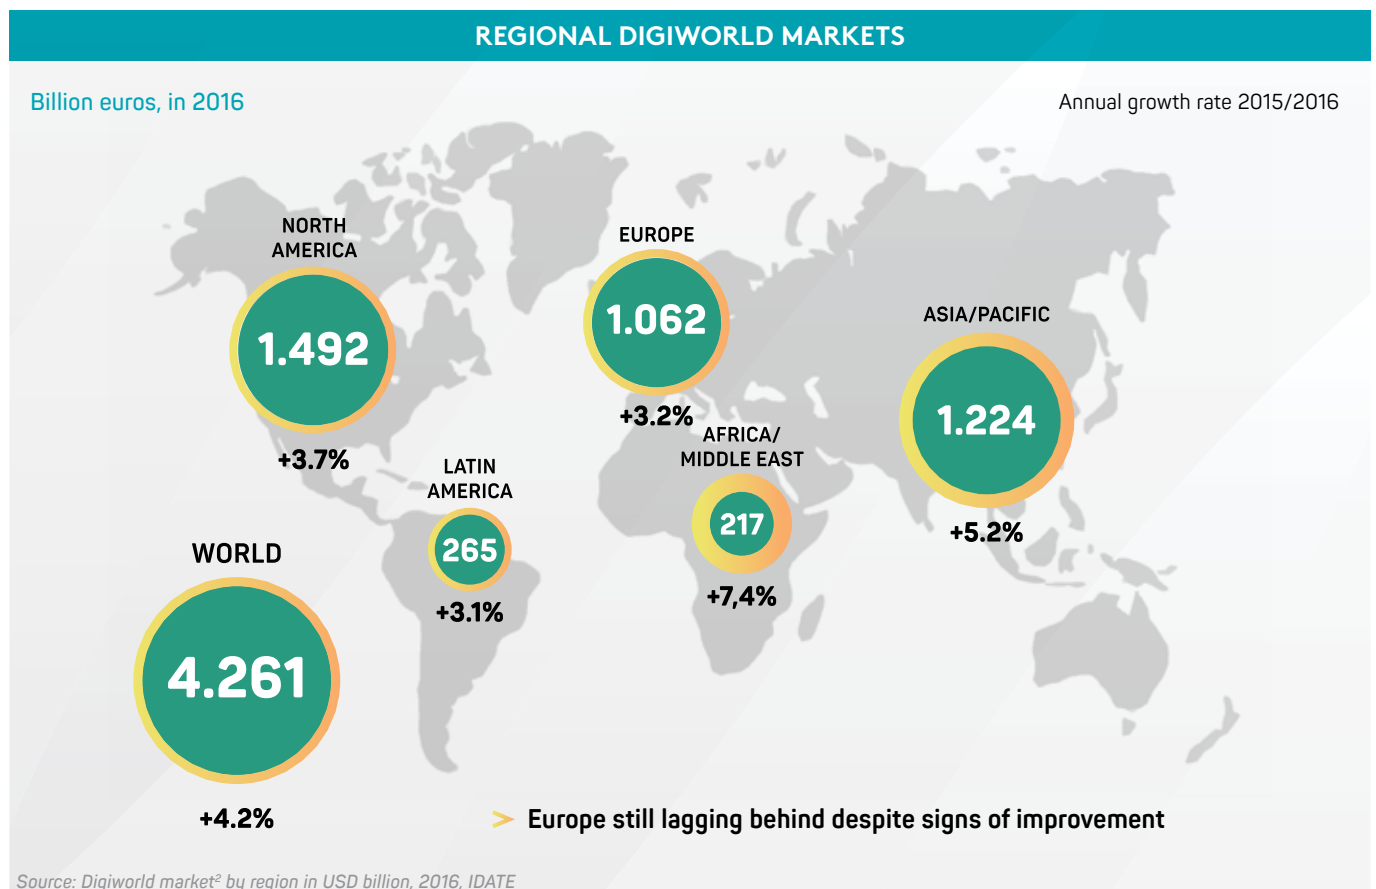 REGIONAL DIGIWORLD MARKETS
Billion euros, in 2016
Annual growth rate 2015/2016
NORTH
AMERICA
1.492
+3.7%
EUROPE
1.062
+3.2%
ASIA/PACIFIC
1.224
+5.2%
AFRICA/
MIDDLE EAST
217
+7,4%
LATIN
AMERICA
265
+3.1%
WORLD
4.261
+4.2%
> Europe still lagging behind despite signs of improvement
Source: Digiworld market² by region in USD billion, 2016, IDATE